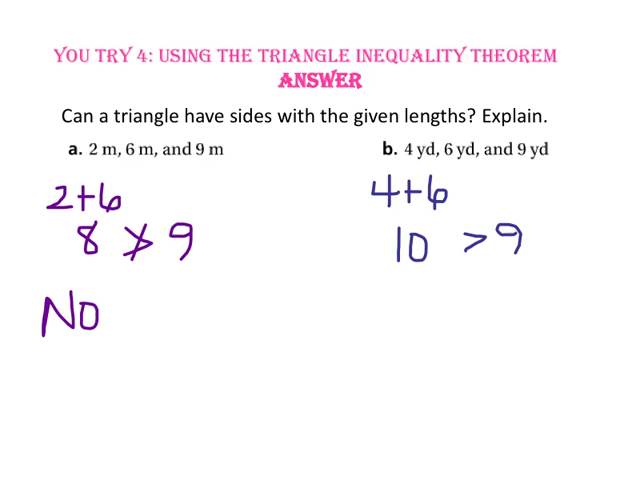 YOU TRY 4: USING THE TRIANGLE INEQUALITY THEOREM
ANSWER
Can a triangle have sides with the given lengths? Explain.
a. 2 m, 6 m, and 9 m
b. 4 yd, 6 yd, and 9 yd
2+6
4+6
8 ≯ 9
10 > 9
NO